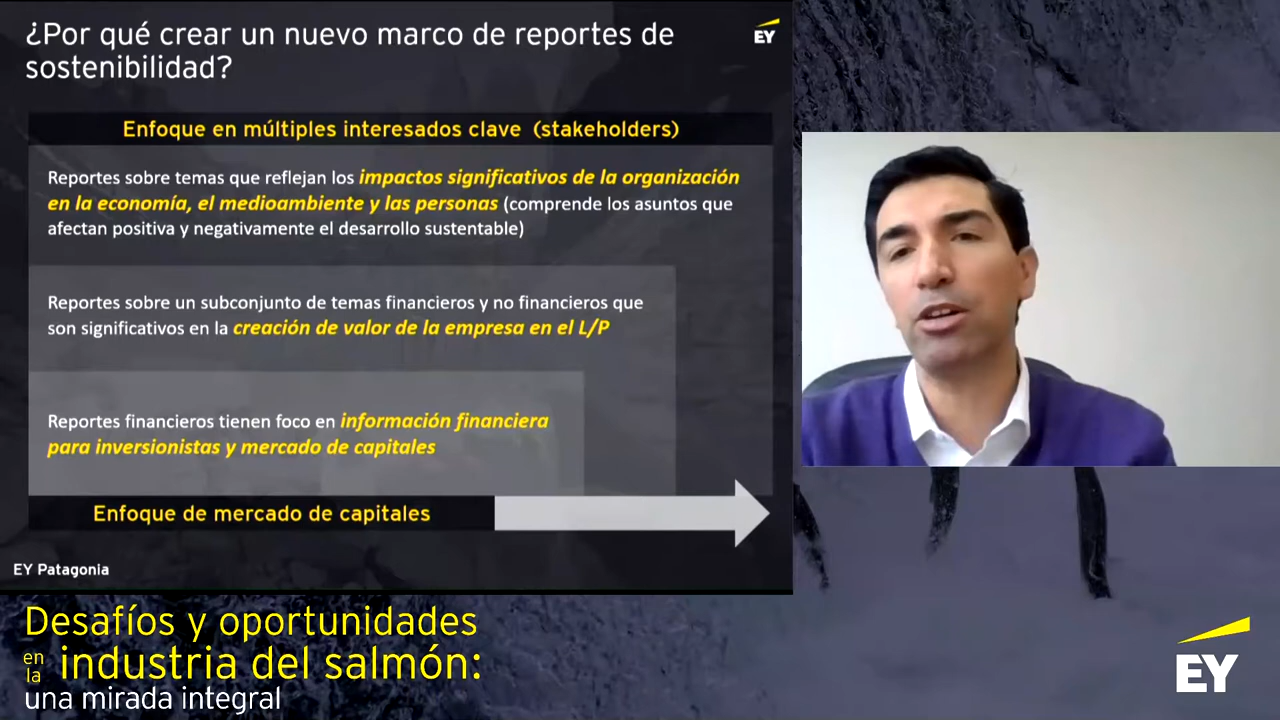 ¿Por qué crear un nuevo marco de reportes de
sostenibilidad?
EY
Enfoque en múltiples interesados clave (stakeholders)
Reportes sobre temas que reflejan los impactos significativos de la organización
en la economía, el medioambiente y las personas (comprende los asuntos que
afectan positiva y negativamente el desarrollo sustentable)
Reportes sobre un subconjunto de temas financieros y no financieros que
son significativos en la creación de valor de la empresa en el L/P
Reportes financieros tienen foco en información financiera
para inversionistas y mercado de capitales
Enfoque de mercado de capitales
EY Patagonia
Desafíos y oportunidades
en la industria del salmón:
una mirada integral
EY